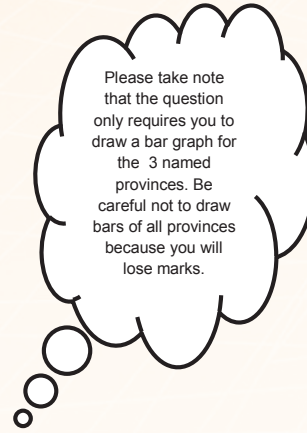 Please take note
that the question
only requires you to
draw a bar graph for
the 3 named
provinces. Be
careful not to draw
bars of all provinces
because you will
lose marks.